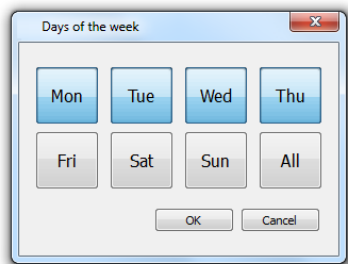 Days of the week
Mon Tue Wed Thu
Fri Sat Sun All
OK Cancel